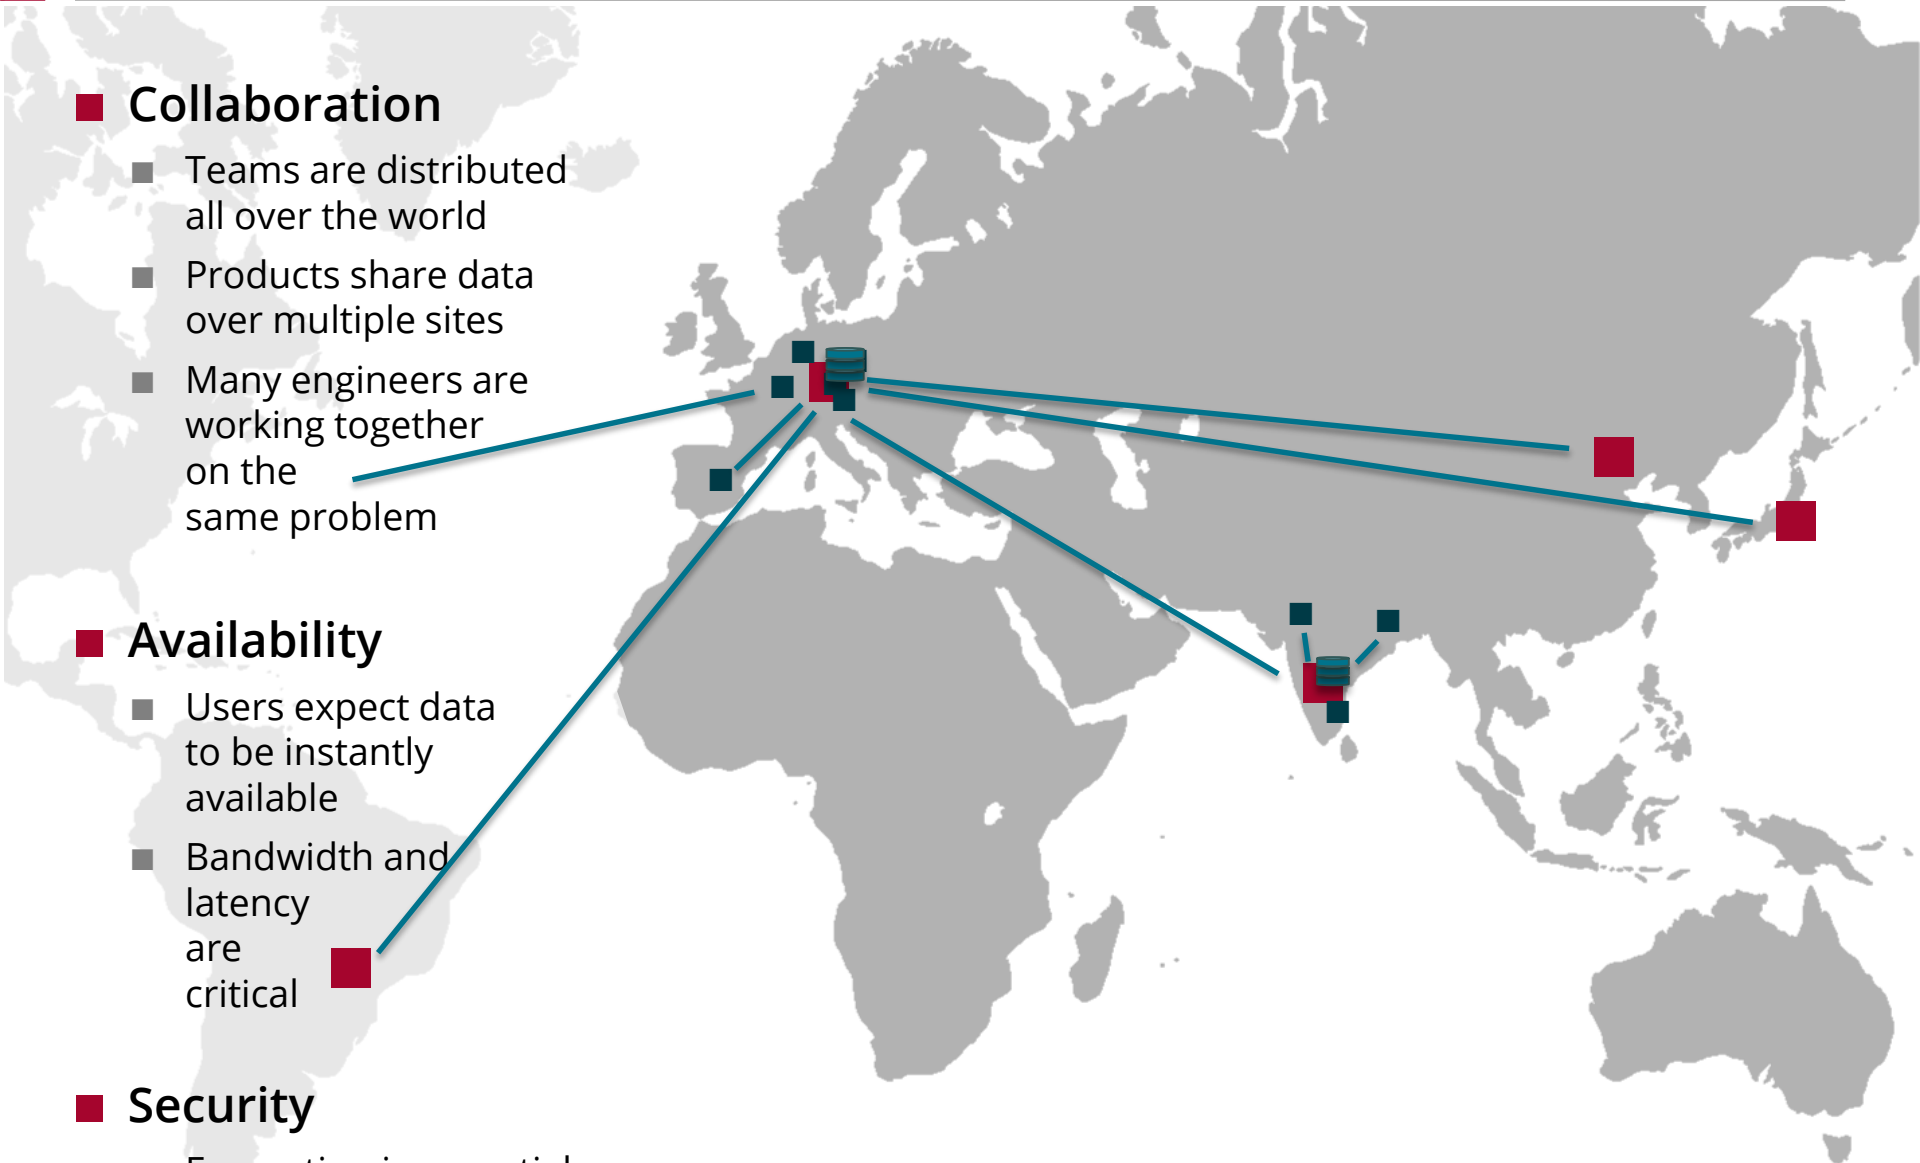 Collaboration
Teams are distributed
all over the world
Products share data
over multiple sites
Many engineers are
working together
on the
same problem
Availability
Users expect data
to be instantly
available
Bandwidth and
latency
are
critical
Security